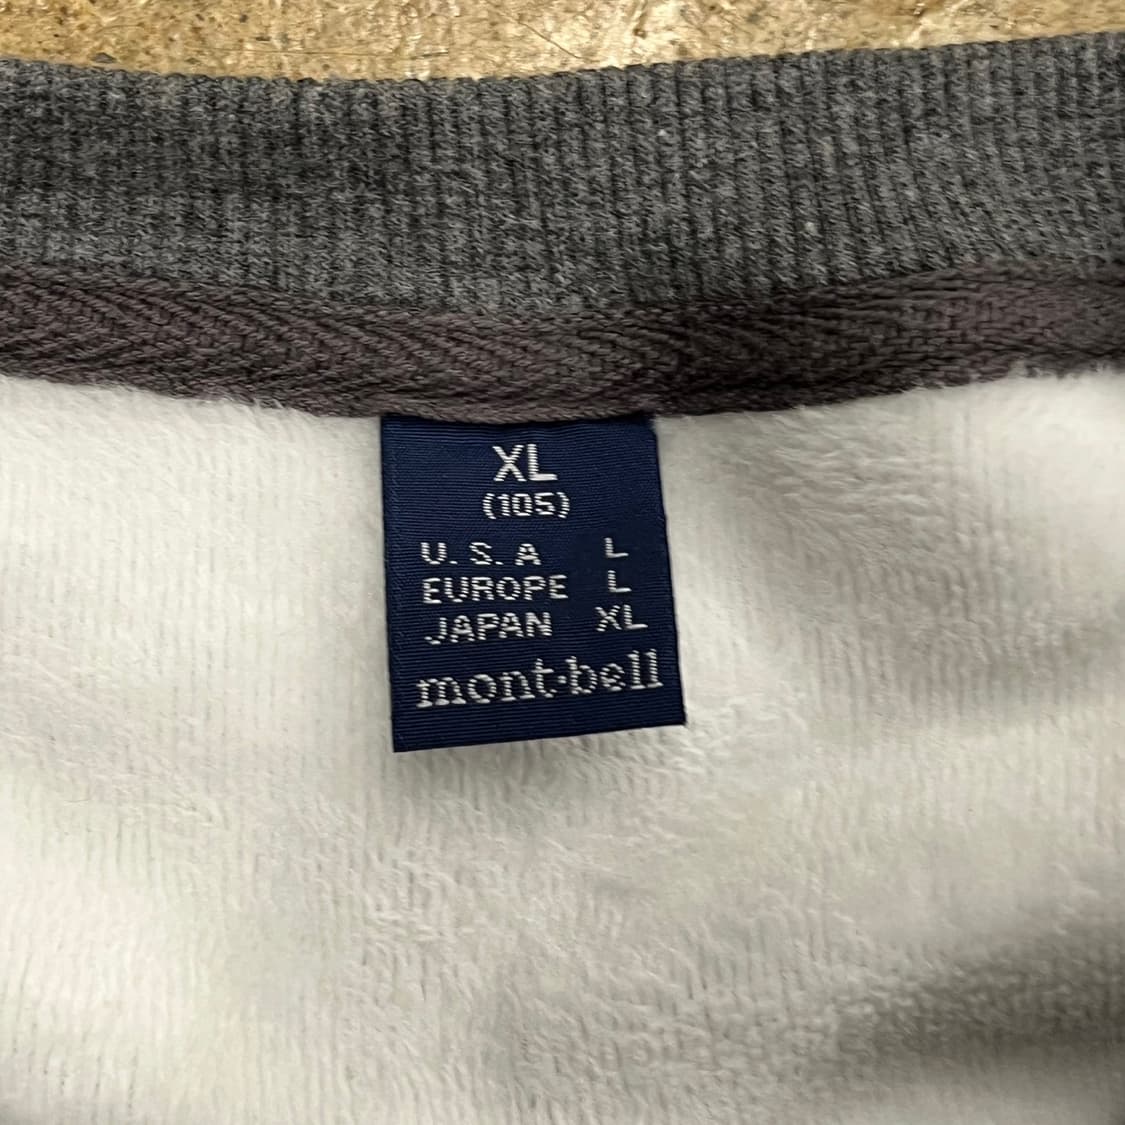 XL
(105)
U.S.A L
EUROPE L
JAPAN XL
mont-bell